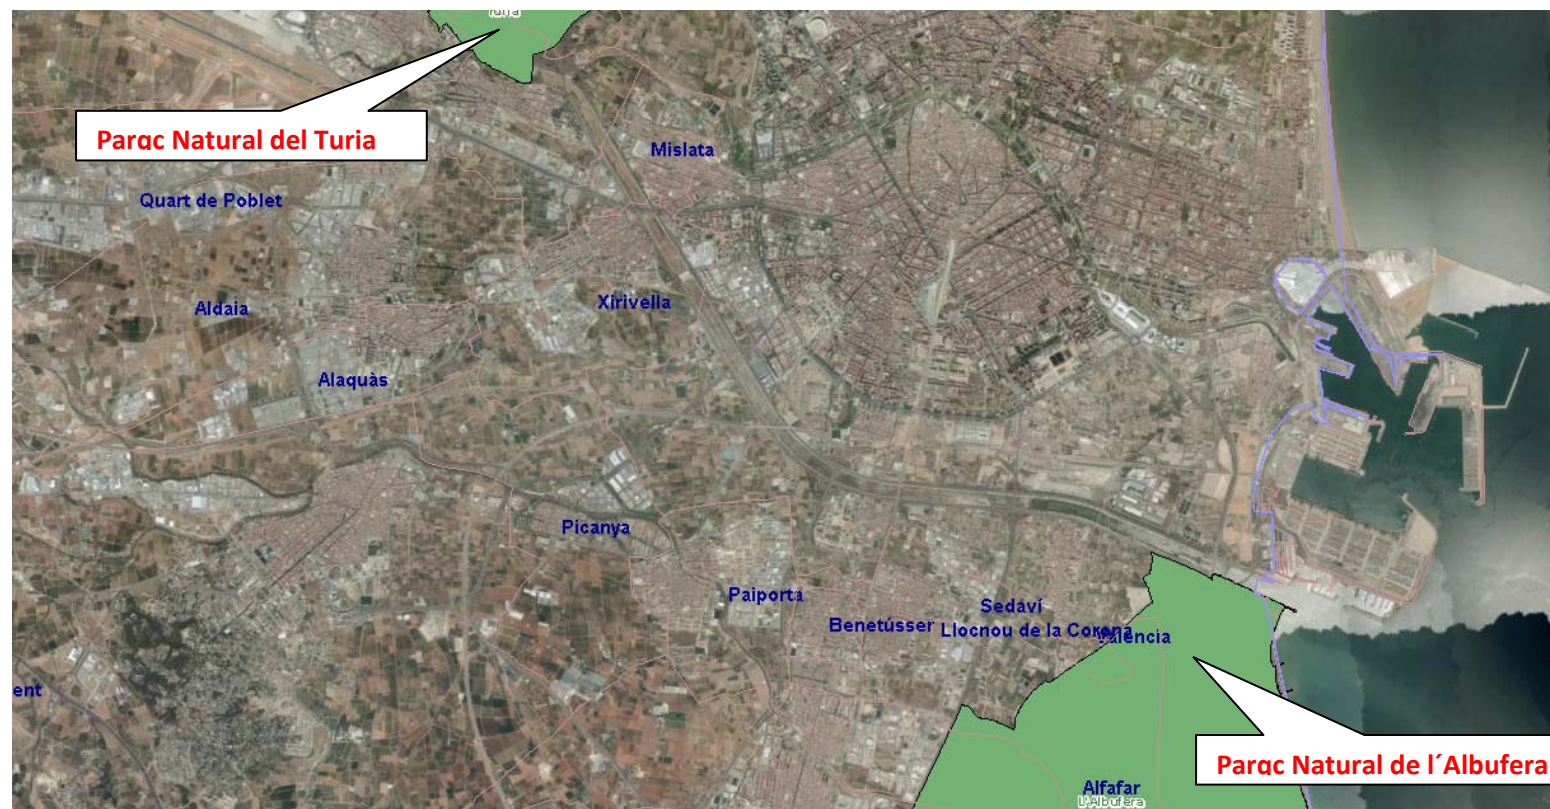 Turia
Parqc Natural del Turia
Mislata
Quart de Poblet
Xirivella
Aldaia
Alaquàs
Picanya
Paiporta
Sedaví
Benetússer
Llocnou de la Corona
València
ent
Parqc Natural de l´Albufera
Alfafar
L'Albufera